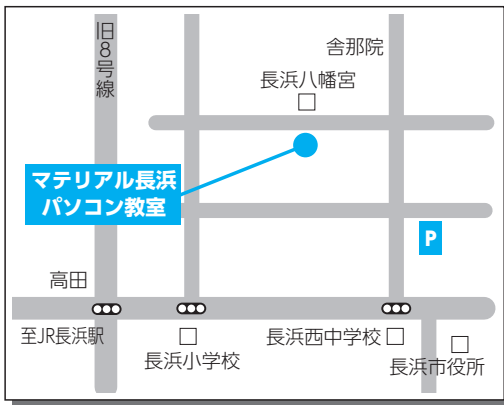 旧8号線
舎那院
長浜八幡宮
マテリアル長浜
パソコン教室
P
高田
至JR長浜駅
長浜小学校
長浜西中学校
長浜市役所